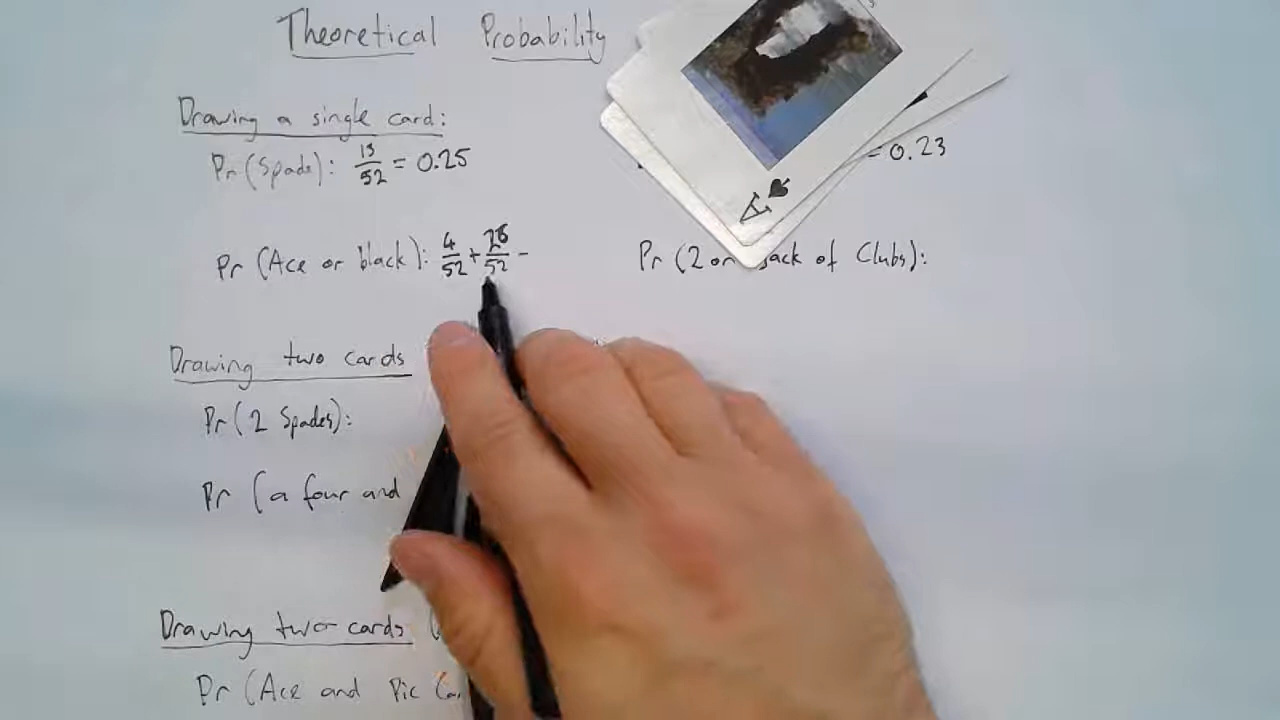 Theoretical Probability
Drawing a single card:
Pr (Spade): 13/52 = 0.25
= 0.23
A
Pr (Ace or black): 4/52 + 26/52 -
Pr (2 or Jack of Clubs):
Drawing two cards
Pr (2 Spades):
Pr (a four and
Drawing two cards
Pr (Ace and Pic